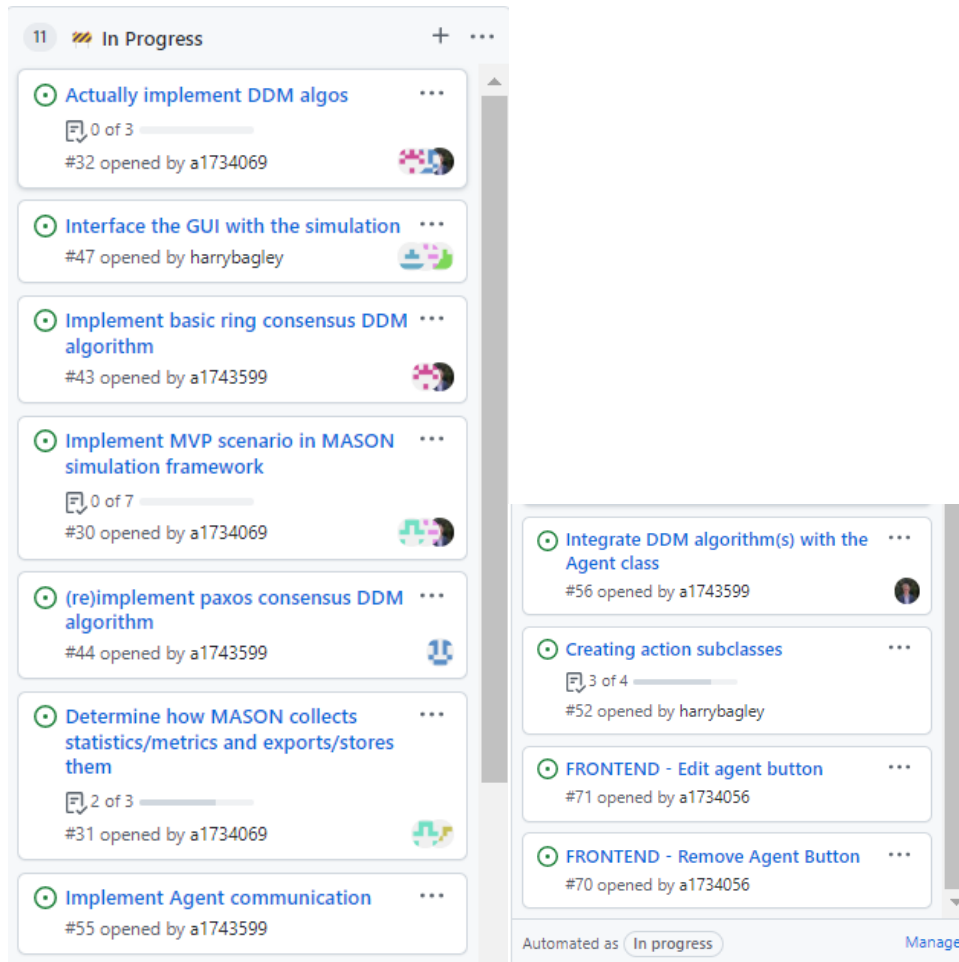 11 🚧 In Progress
Actually implement DDM algos
0 of 3
#32 opened by a1734069
Interface the GUI with the simulation
#47 opened by harrybagley
Implement basic ring consensus DDM
algorithm
#43 opened by a1743599
Implement MVP scenario in MASON
simulation framework
0 of 7
#30 opened by a1734069
(re)implement paxos consensus DDM
algorithm
#44 opened by a1743599
Determine how MASON collects
statistics/metrics and exports/stores
them
2 of 3
#31 opened by a1734069
Implement Agent communication
#55 opened by a1743599
Integrate DDM algorithm(s) with the
Agent class
#56 opened by a1743599
Creating action subclasses
3 of 4
#52 opened by harrybagley
FRONTEND - Edit agent button
#71 opened by a1734056
FRONTEND - Remove Agent Button
#70 opened by a1734056
Automated as In progress Manage